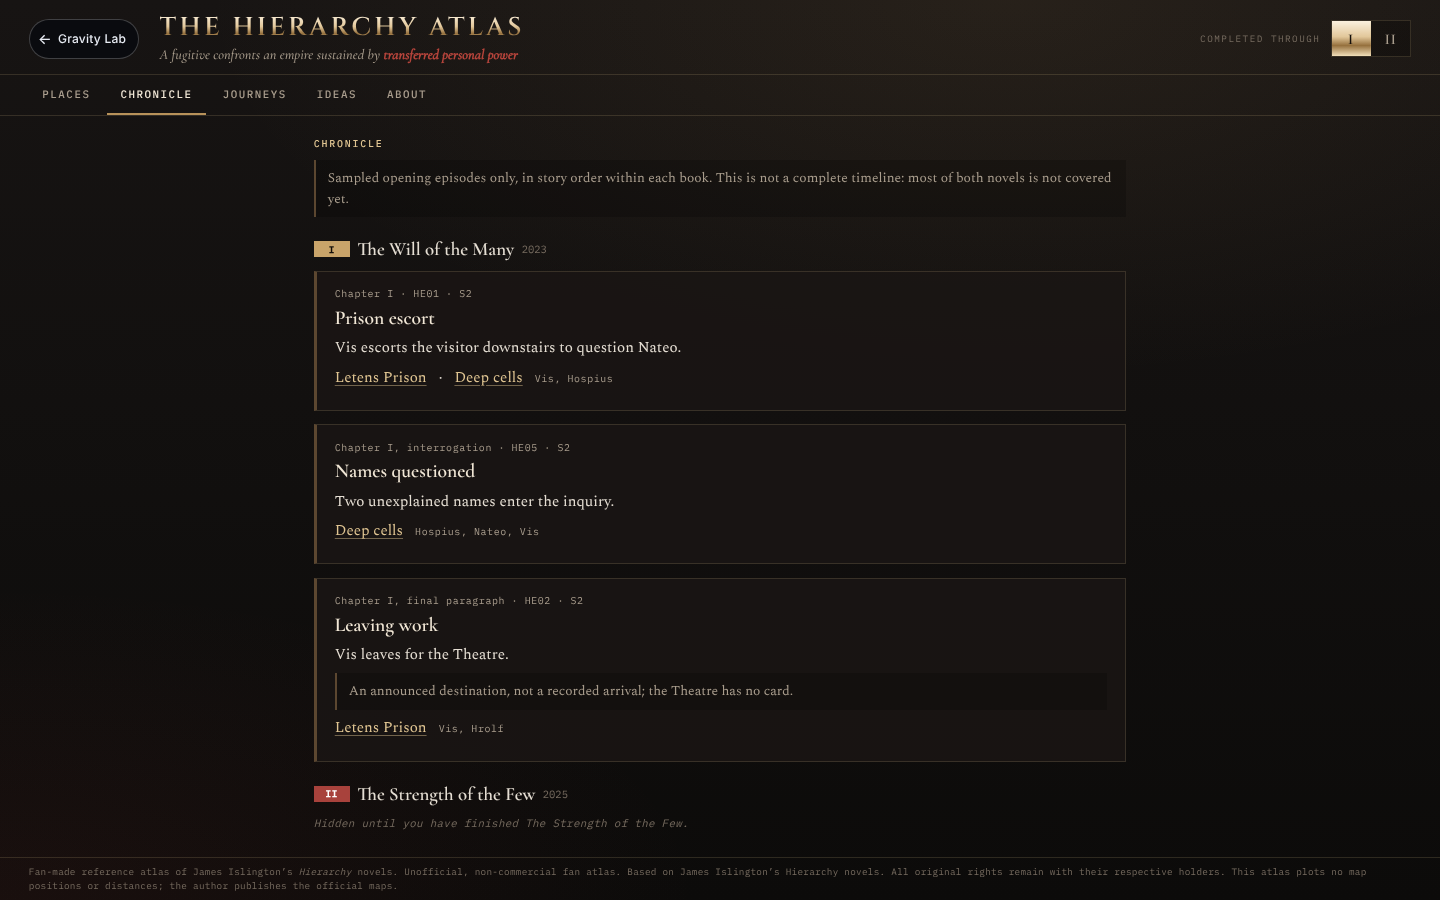 ← Gravity Lab
THE HIERARCHY ATLAS
A fugitive confronts an empire sustained by transferred personal power
COMPLETED THROUGH
I
II
PLACES
CHRONICLE
JOURNEYS
IDEAS
ABOUT
CHRONICLE
Sampled opening episodes only, in story order within each book. This is not a complete timeline: most of both novels is not covered
yet.
I The Will of the Many 2023
Chapter I · HE01 · S2
Prison escort
Vis escorts the visitor downstairs to question Nateo.
Letens Prison · Deep cells Vis, Hospius
Chapter I, interrogation · HE05 · S2
Names questioned
Two unexplained names enter the inquiry.
Deep cells Hospius, Nateo, Vis
Chapter I, final paragraph · HE02 · S2
Leaving work
Vis leaves for the Theatre.
An announced destination, not a recorded arrival; the Theatre has no card.
Letens Prison Vis, Hrolf
II The Strength of the Few 2025
Hidden until you have finished The Strength of the Few.
Fan-made reference atlas of James Islington's Hierarchy novels. Unofficial, non-commercial fan atlas. Based on James Islington's Hierarchy novels. All original rights remain with their respective holders. This atlas plots no map
positions or distances; the author publishes the official maps.